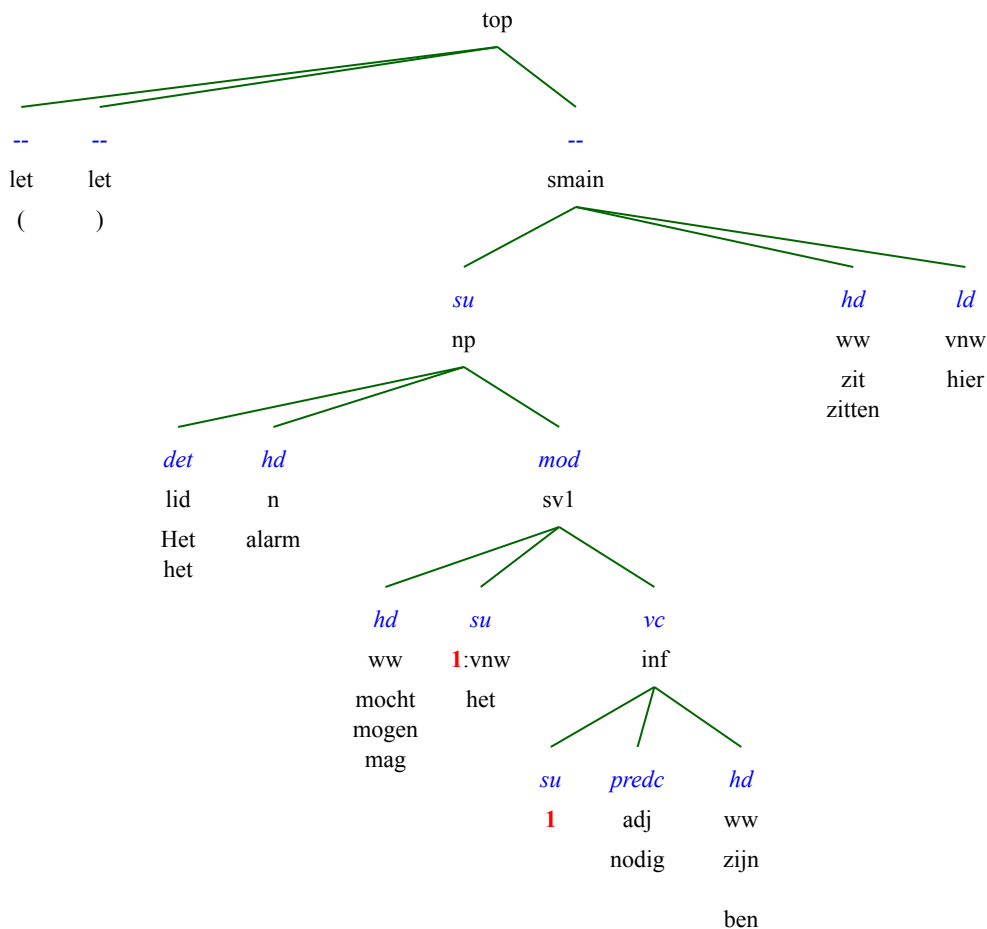 top
-- -- --
let let smain
( )
su hd ld
np ww vnw
zit hier
zitten
det hd mod
lid n sv1
Het alarm
het
hd su vc
ww 1:vnw inf
mocht het
mogen
mag
su predc hd
1 adj ww
nodig zijn
ben